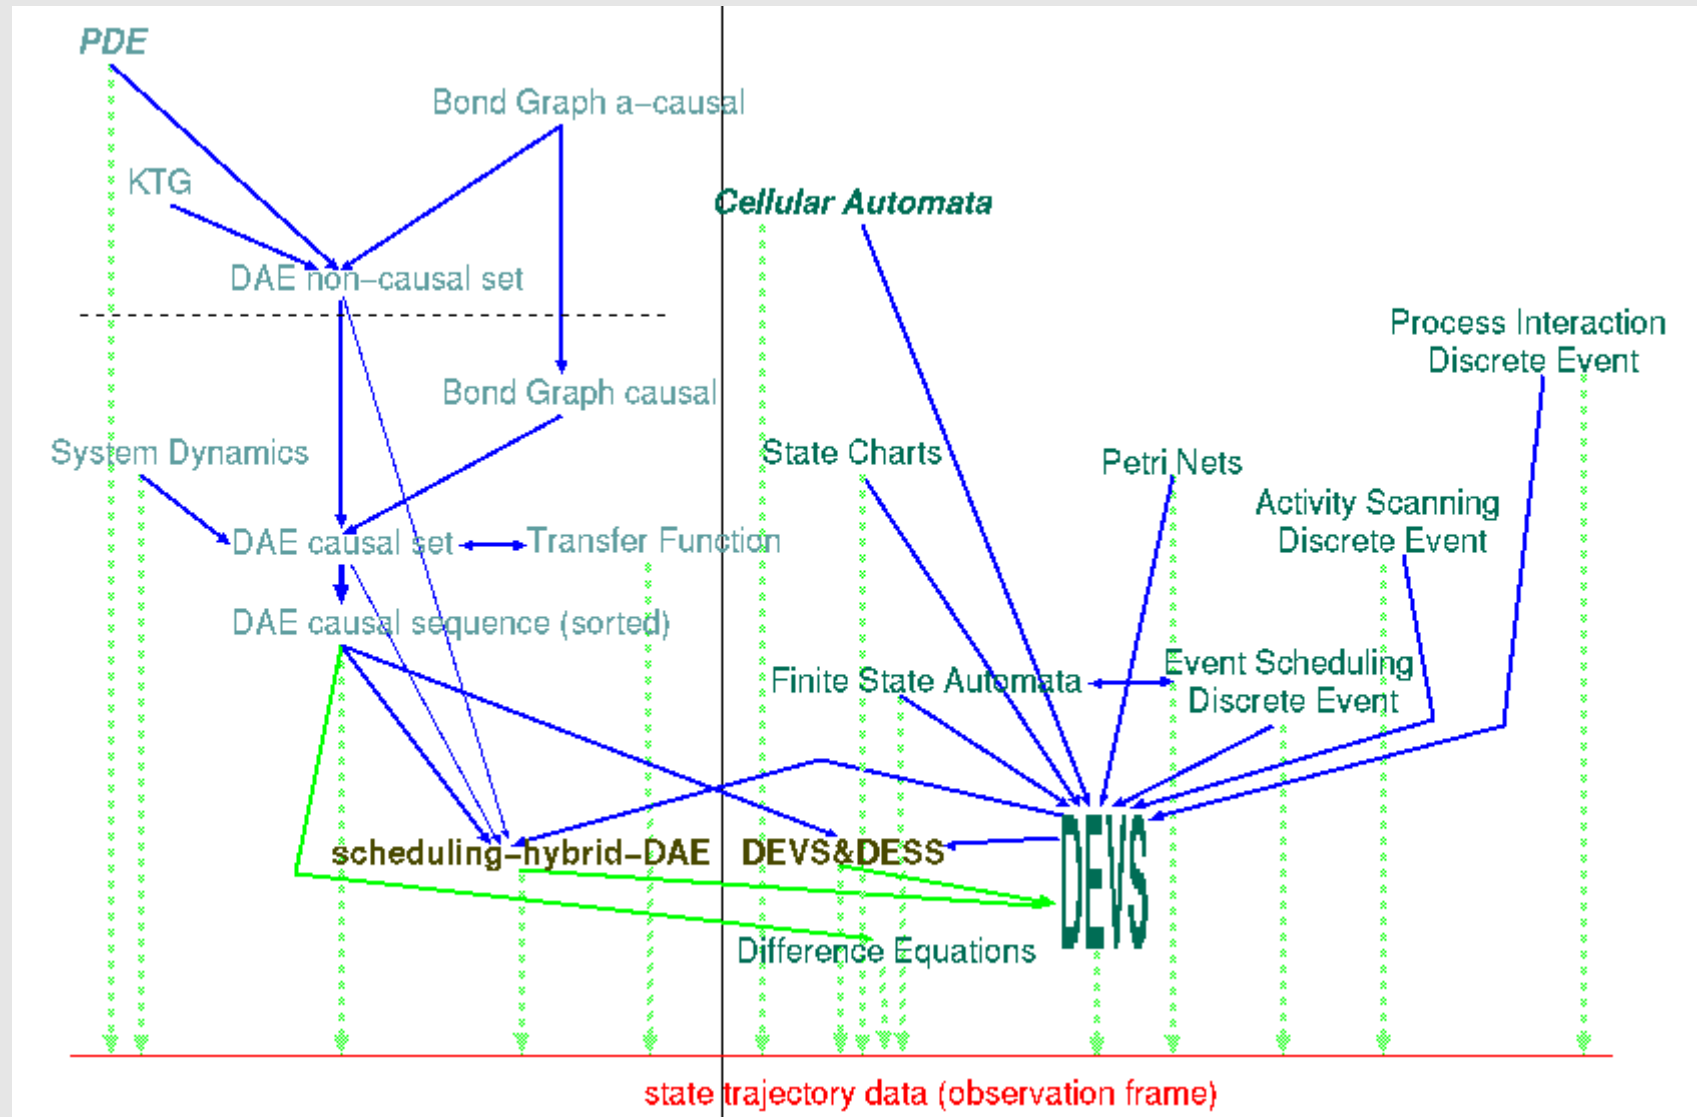 PDE
Bond Graph a-causal
KTG
Cellular Automata
DAE non-causal set
Process Interaction
Discrete Event
Bond Graph causal
System Dynamics
State Charts
Petri Nets
Activity Scanning
Discrete Event
DAE causal set
Transfer Function
DAE causal sequence (sorted)
Finite State Automata
Event Scheduling
Discrete Event
scheduling-hybrid-DAE
DEVS&DESS
DEVS
Difference Equations
state trajectory data (observation frame)